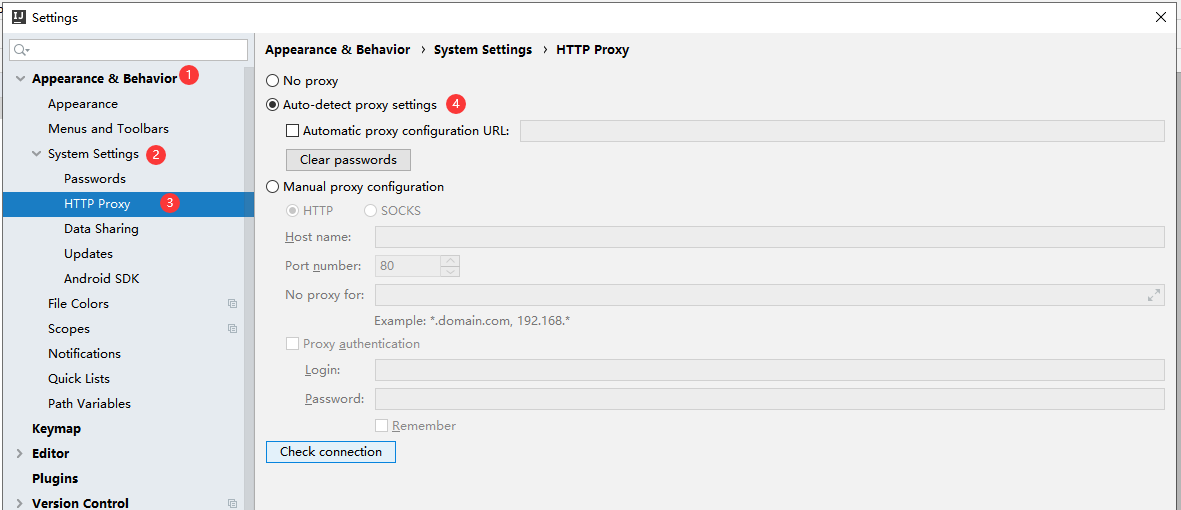 Settings
Appearance & Behavior 1
Appearance
Menus and Toolbars
System Settings 2
Passwords
HTTP Proxy 3
Data Sharing
Updates
Android SDK
File Colors
Scopes
Notifications
Quick Lists
Path Variables
Keymap
Editor
Plugins
Version Control
Appearance & Behavior › System Settings › HTTP Proxy
No proxy
Auto-detect proxy settings 4
Automatic proxy configuration URL:
Clear passwords
Manual proxy configuration
HTTP SOCKS
Host name:
Port number: 80
No proxy for:
Example: *.domain.com, 192.168.*
Proxy authentication
Login:
Password:
Remember
Check connection